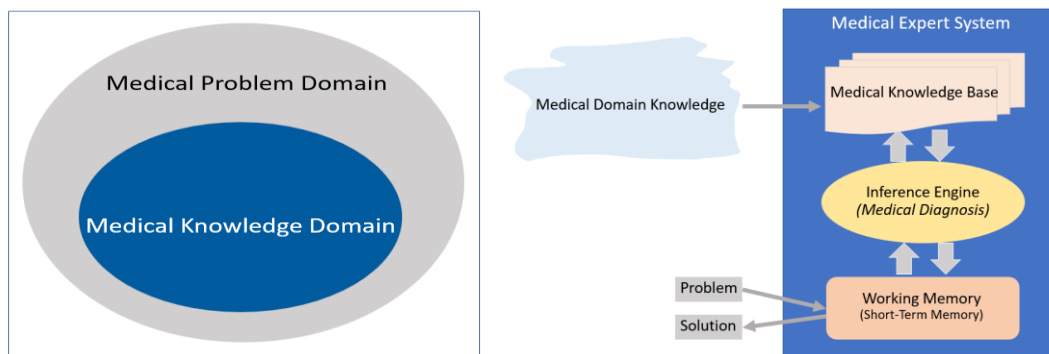 Medical Problem Domain
Medical Knowledge Domain
Medical Domain Knowledge
Medical Expert System
Medical Knowledge Base
Inference Engine
(Medical Diagnosis)
Problem
Solution
Working Memory
(Short-Term Memory)